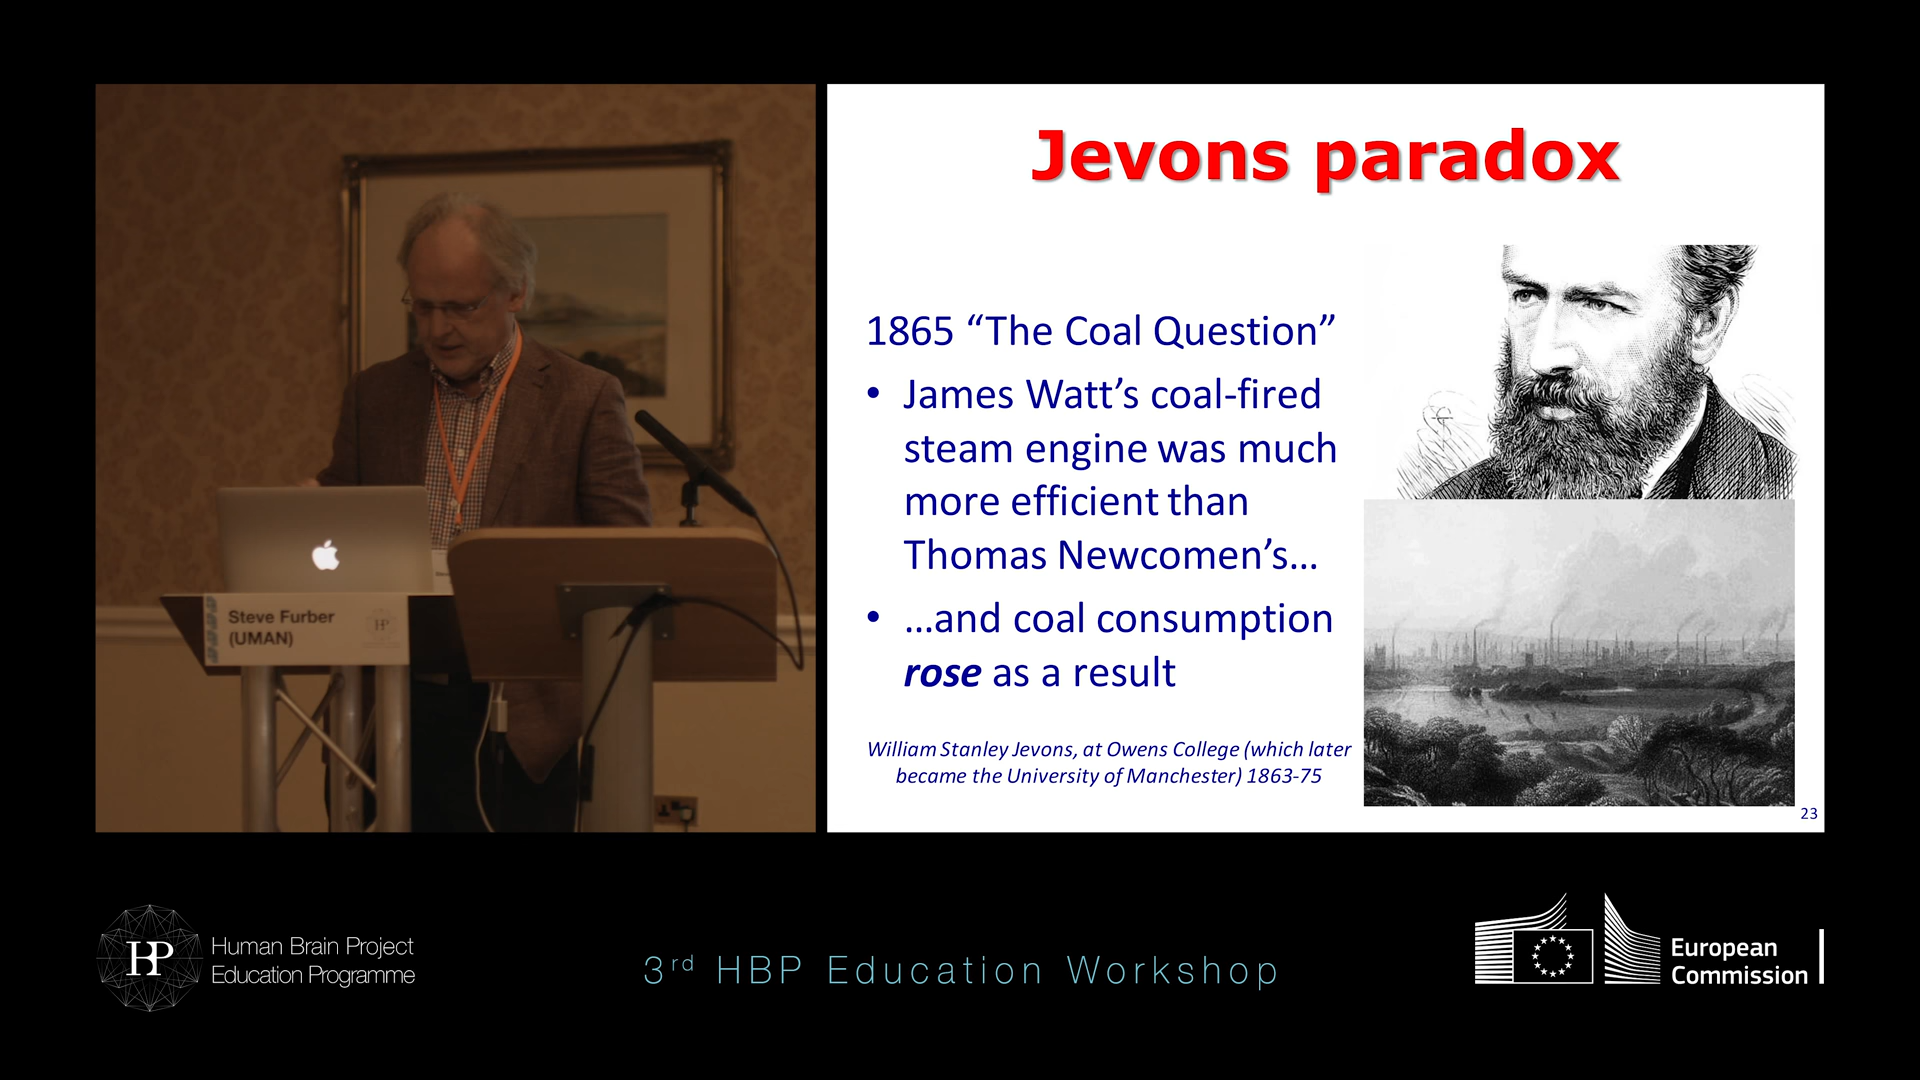 Jevons paradox
1865 “The Coal Question”
• James Watt’s coal-fired
steam engine was much
more efficient than
Thomas Newcomen’s…
• …and coal consumption
rose as a result
William Stanley Jevons, at Owens College (which later
became the University of Manchester) 1863-75
23
Steve Furber
(UMAN)
HP
HP
Human Brain Project
Education Programme
3rd HBP Education Workshop
European
Commission